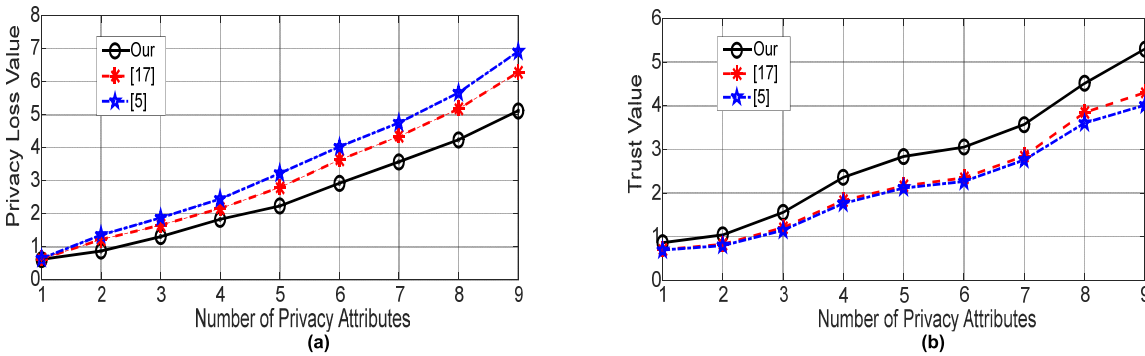 8
7
6
5
4
3
2
1
0
Privacy Loss Value
Our
[17]
[5]
1 2 3 4 5 6 7 8 9
Number of Privacy Attributes
(a)
6
5
4
3
2
1
0
Trust Value
Our
[17]
[5]
1 2 3 4 5 6 7 8 9
Number of Privacy Attributes
(b)